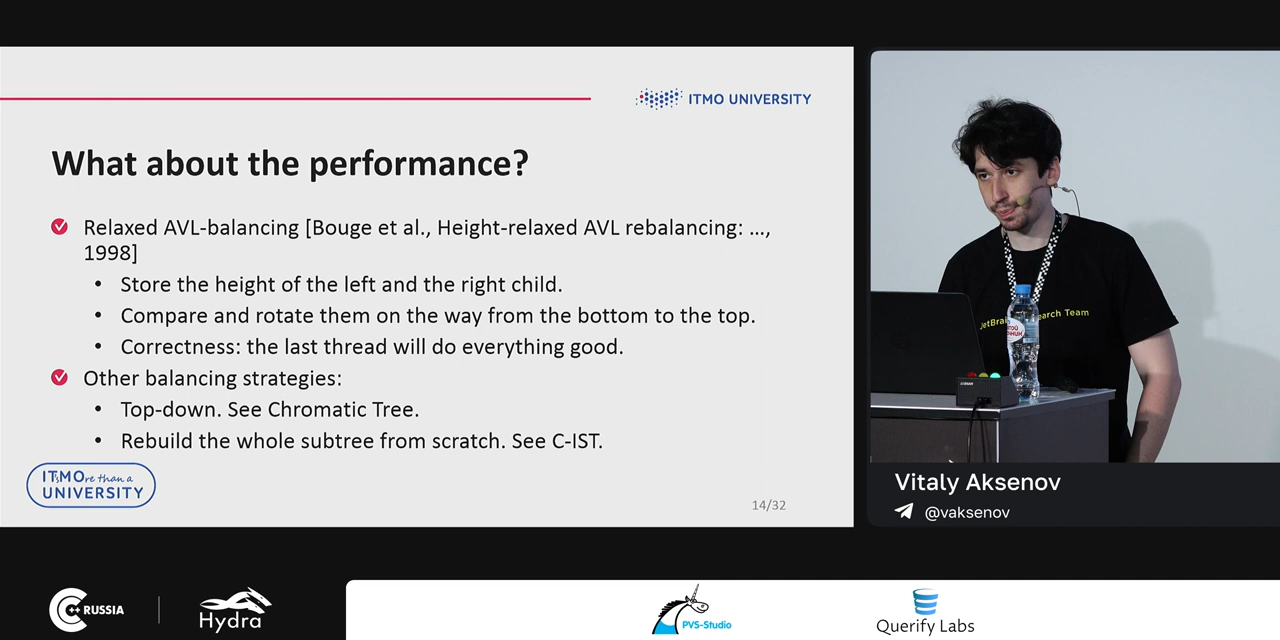 ITMO UNIVERSITY
What about the performance?
Relaxed AVL-balancing [Bouge et al., Height-relaxed AVL rebalancing: ...,
1998]
• Store the height of the left and the right child.
• Compare and rotate them on the way from the bottom to the top.
• Correctness: the last thread will do everything good.
Other balancing strategies:
• Top-down. See Chromatic Tree.
• Rebuild the whole subtree from scratch. See C-IST.
ITsMOre than a
UNIVERSITY
14/32
Vitaly Aksenov
@vaksenov
C++ RUSSIA
Hydra
PVS-Studio
Querify Labs